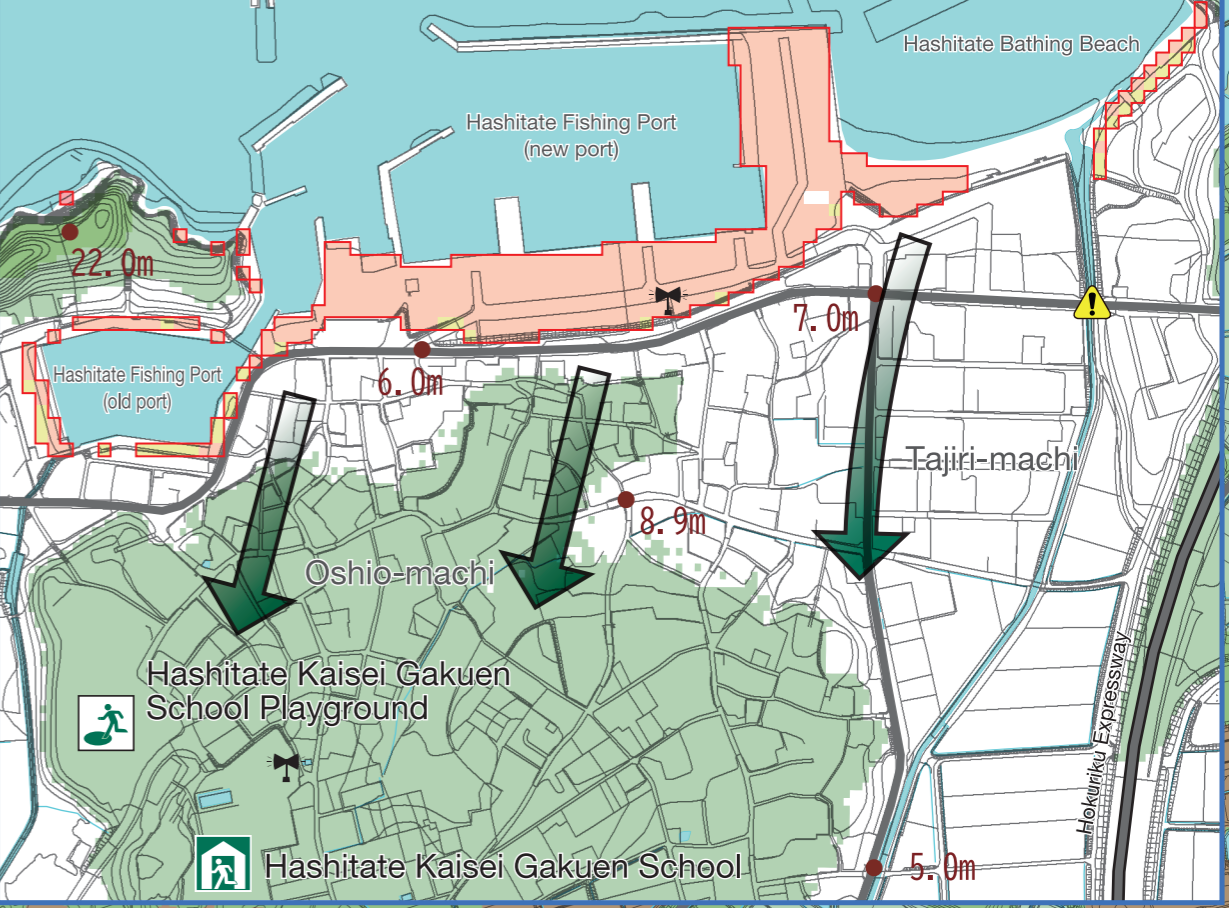 Hashitate Bathing Beach
Hashitate Fishing Port
(new port)
22.0m
7.0m
Hashitate Fishing Port
(old port)
6.0m
Tajiri-machi
8.9m
Oshio-machi
Hashitate Kaisei Gakuen
School Playground
Hokuriku Expressway
Hashitate Kaisei Gakuen School
5.0m